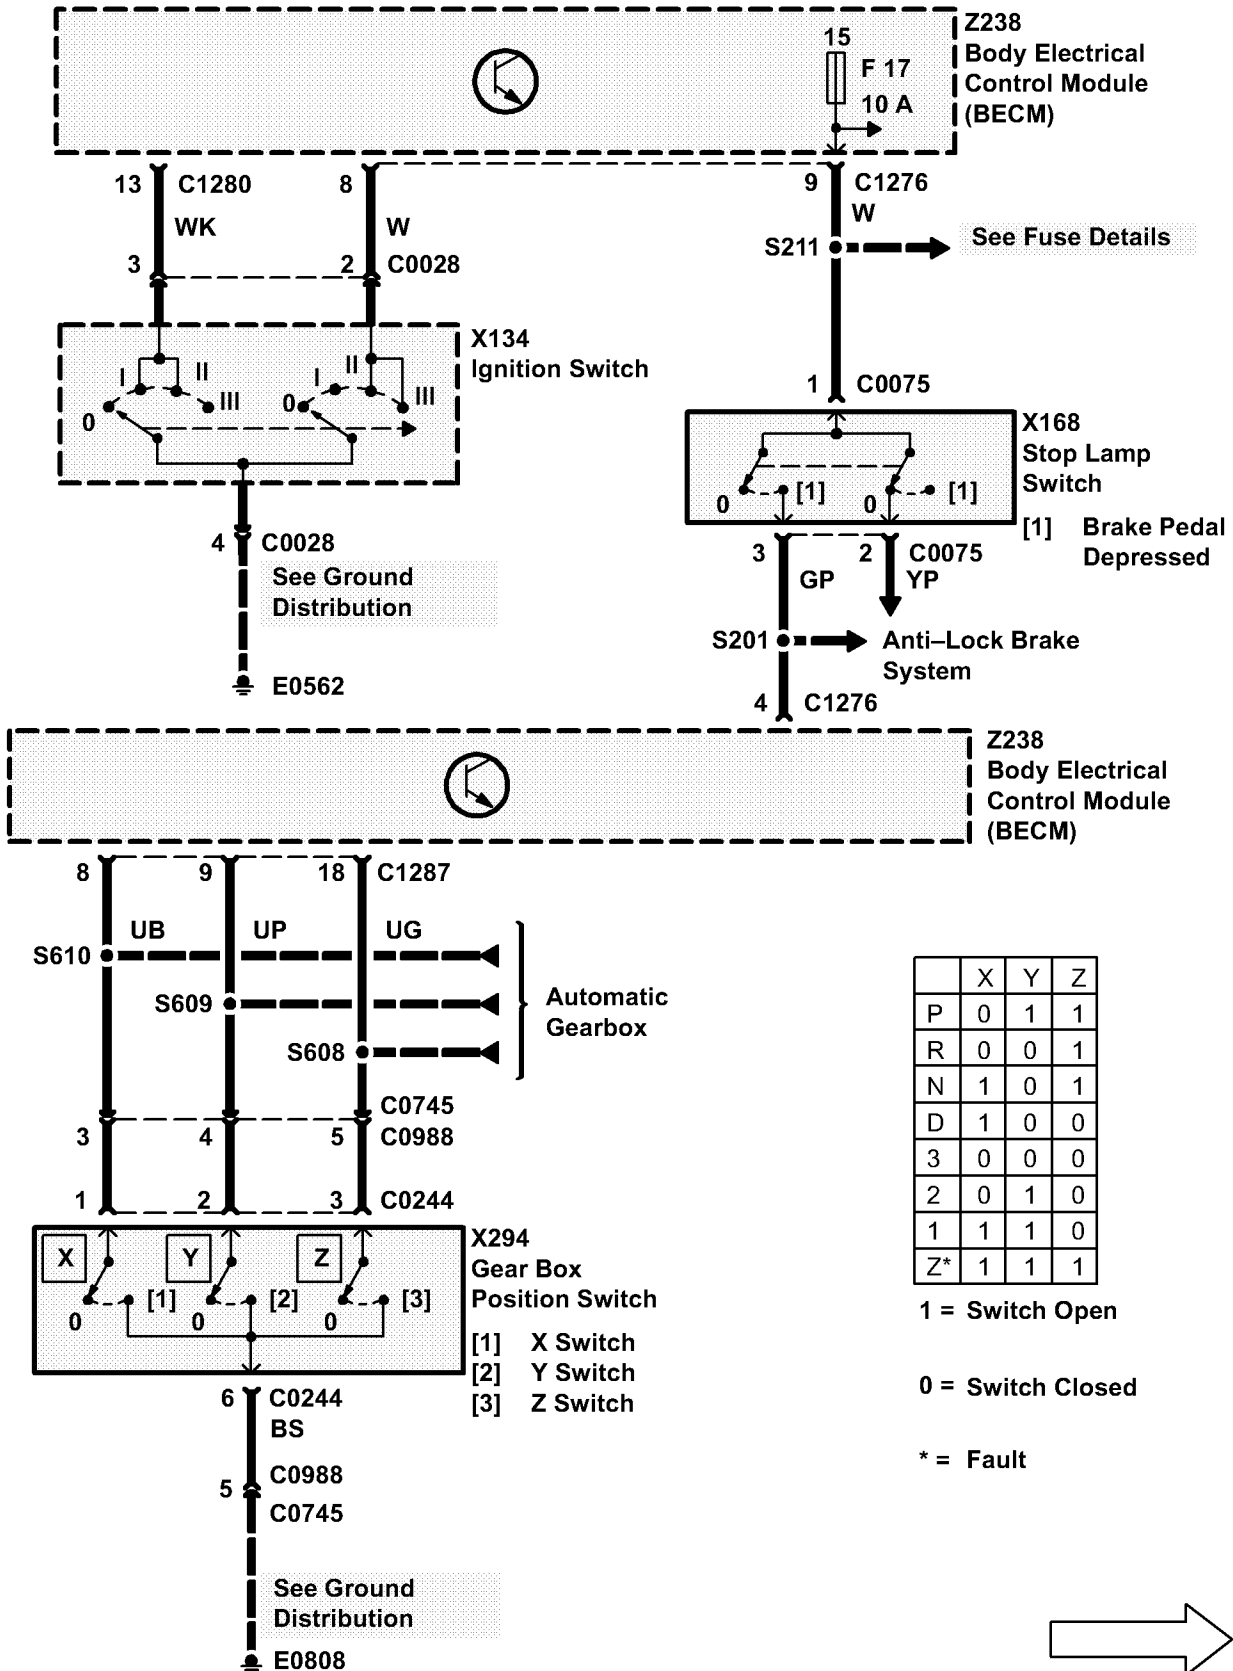 Z238
Body Electrical
Control Module
(BECM)
15
F 17
10 A
13 C1280
8
9 C1276
WK
W
W
S211
See Fuse Details
3
2 C0028
X134
Ignition Switch
I II III
0
I II III
0
1 C0075
X168
Stop Lamp
Switch
0 [1]
0 [1]
[1] Brake Pedal
Depressed
4 C0028
See Ground
Distribution
E0562
3
2 C0075
GP
YP
S201
Anti–Lock Brake
System
4 C1276
Z238
Body Electrical
Control Module
(BECM)
8
9
18 C1287
UB
UP
UG
S610
S609
S608
Automatic
Gearbox
C0745
3
4
5 C0988
1
2
3 C0244
X294
Gear Box
Position Switch
[1] X Switch
[2] Y Switch
[3] Z Switch
X
0 [1]
Y
0 [2]
Z
0 [3]
6 C0244
BS
C0988
5
C0745
See Ground
Distribution
E0808
X Y Z
P 0 1 1
R 0 0 1
N 1 0 1
D 1 0 0
3 0 0 0
2 0 1 0
1 1 1 0
Z* 1 1 1
1 = Switch Open
0 = Switch Closed
* = Fault